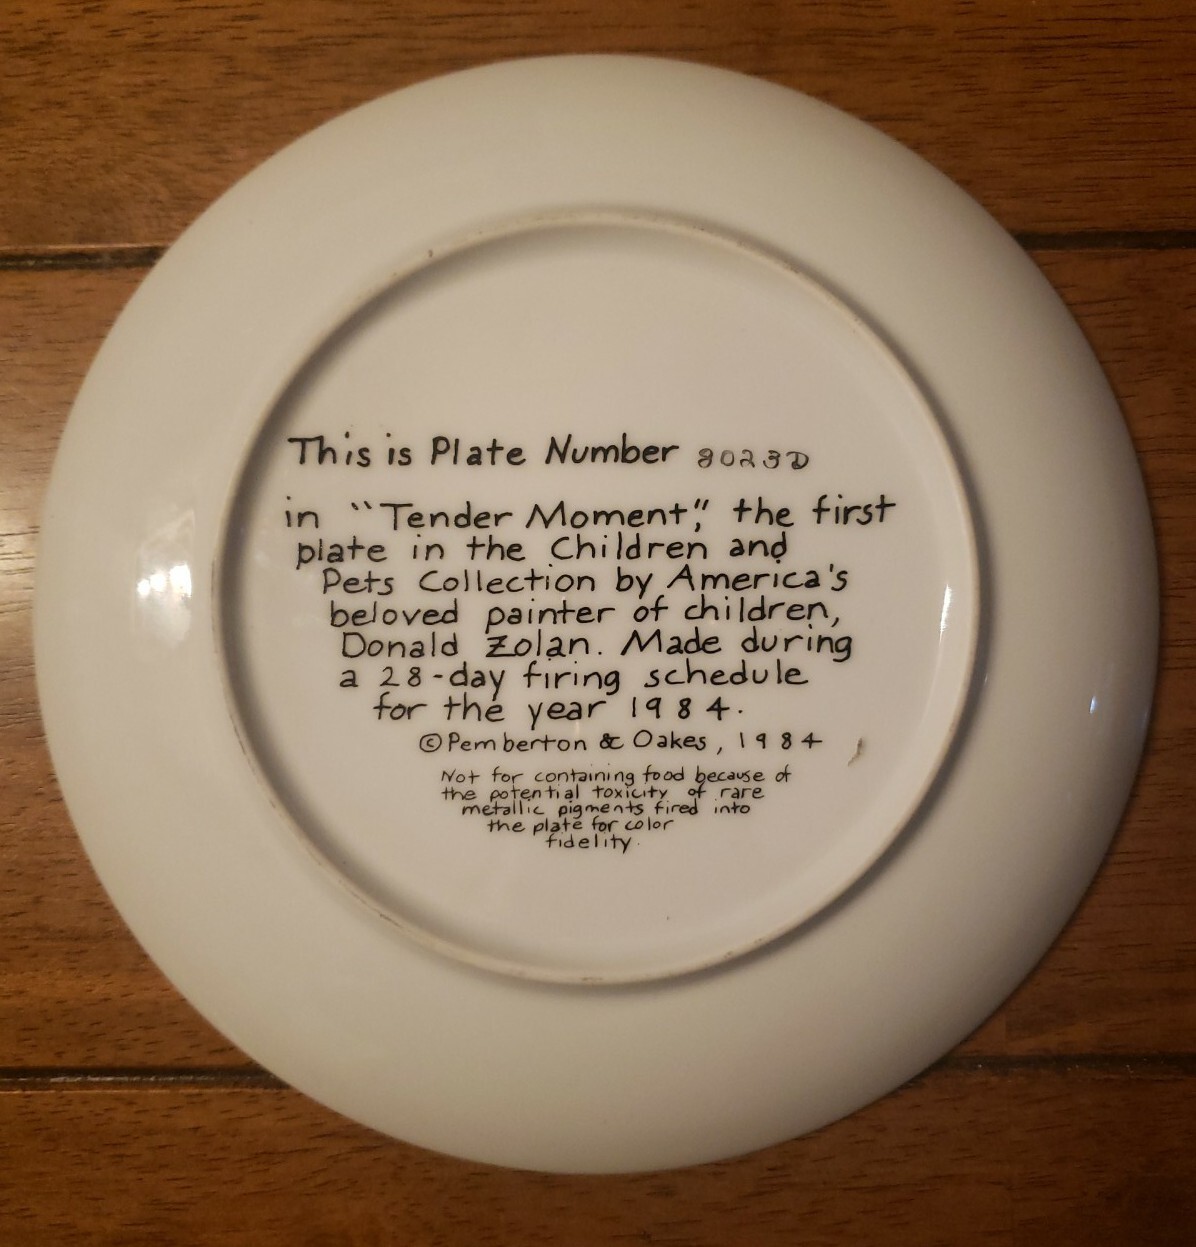 This is Plate Number 8023D
in "Tender Moment," the first
plate in the Children and
Pets Collection by America's
beloved painter of children,
Donald Zolan. Made during
a 28-day firing schedule
for the year 1984.
© Pemberton & Oakes, 1984
Not for containing food because of
the potential toxicity of rare
metallic pigments fired into
the plate for color
fidelity.